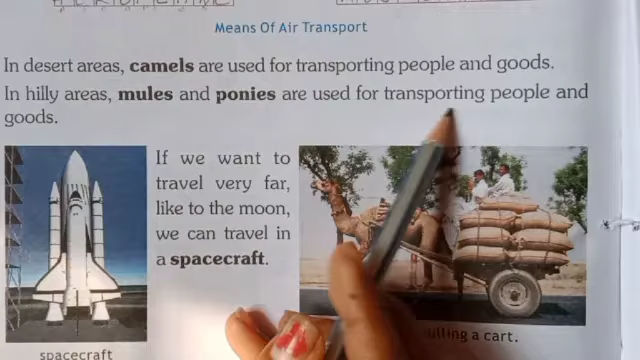 Means Of Air Transport
In desert areas, camels are used for transporting people and goods.
In hilly areas, mules and ponies are used for transporting people and
goods.
If we want to
travel very far,
like to the moon,
we can travel in
a spacecraft.
spacecraft
a cart.